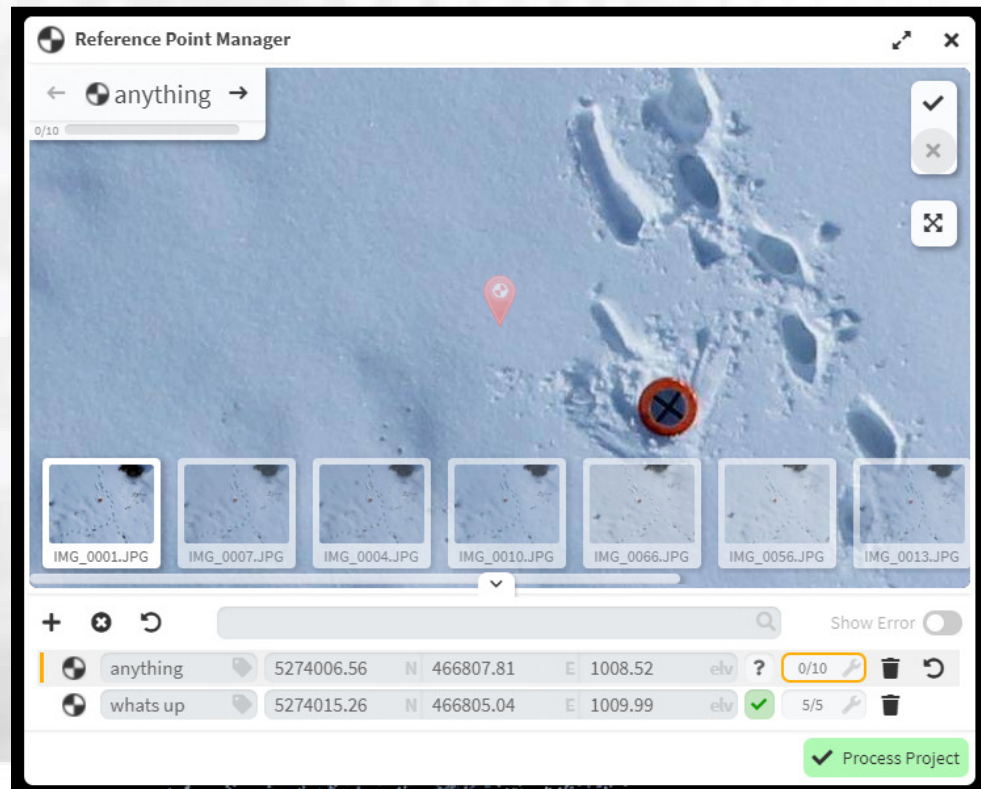 Reference Point Manager
anything
0/10
IMG_0001.JPG
IMG_0007.JPG
IMG_0004.JPG
IMG_0010.JPG
IMG_0066.JPG
IMG_0056.JPG
IMG_0013.JPG
Show Error
anything 5274006.56 N 466807.81 E 1008.52 elv ? 0/10
whats up 5274015.26 N 466805.04 E 1009.99 elv 5/5
Process Project